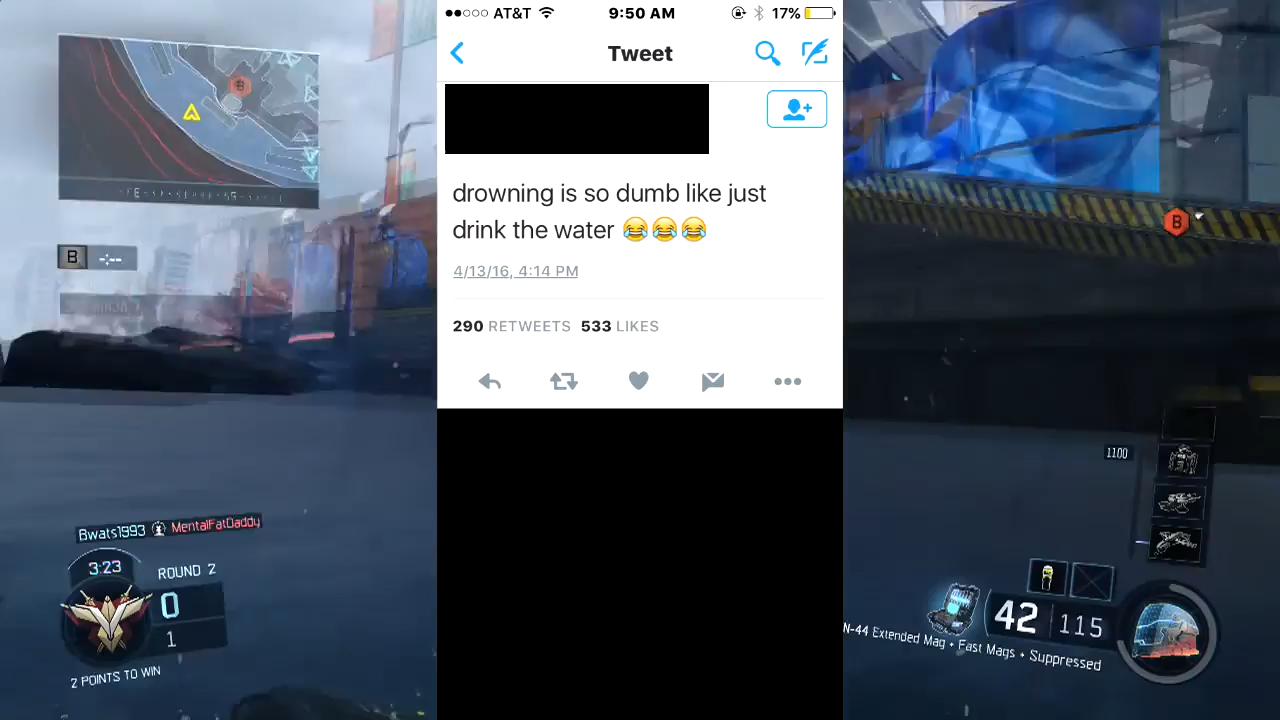 AT&T 9:50 AM 17%
Tweet
drowning is so dumb like just
drink the water 😂😂😂
4/13/16, 4:14 PM
290 RETWEETS 533 LIKES
B
B
B
Bwats1993 MentalFatDaddy
3:23
ROUND 2
0
1
2 POINTS TO WIN
1100
42 115
N-44 Extended Mag + Fast Mags + Suppressed